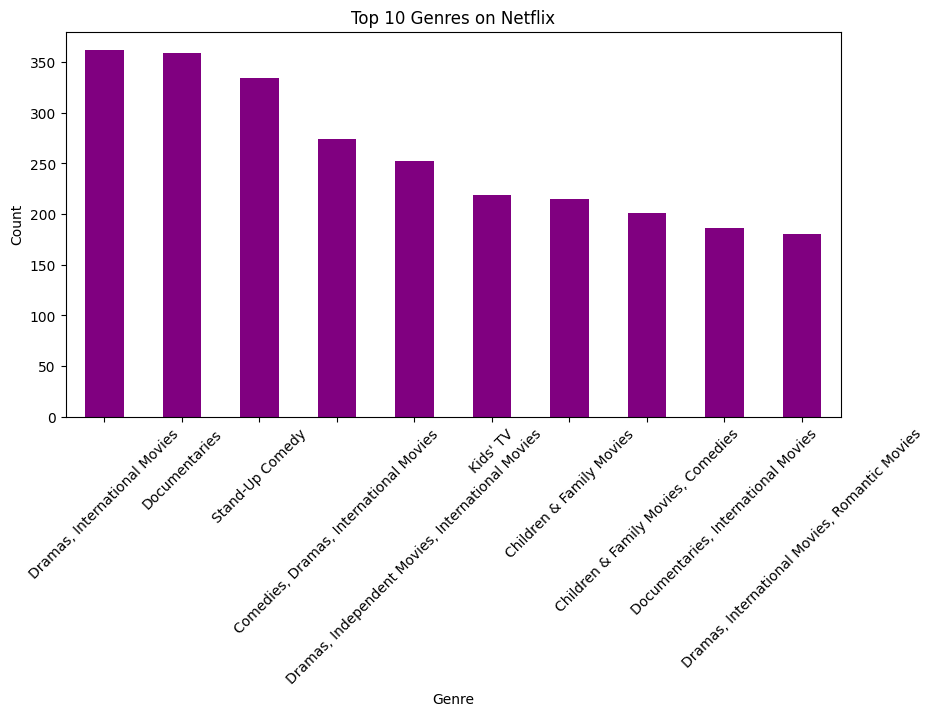 Top 10 Genres on Netflix
Count
350
300
250
200
150
100
50
0
Dramas, International Movies
Documentaries
Stand-Up Comedy
Comedies, Dramas, International Movies
Dramas, Independent Movies, International Movies
Kids' TV
Children & Family Movies
Children & Family Movies, Comedies
Documentaries, International Movies
Dramas, International Movies, Romantic Movies
Genre